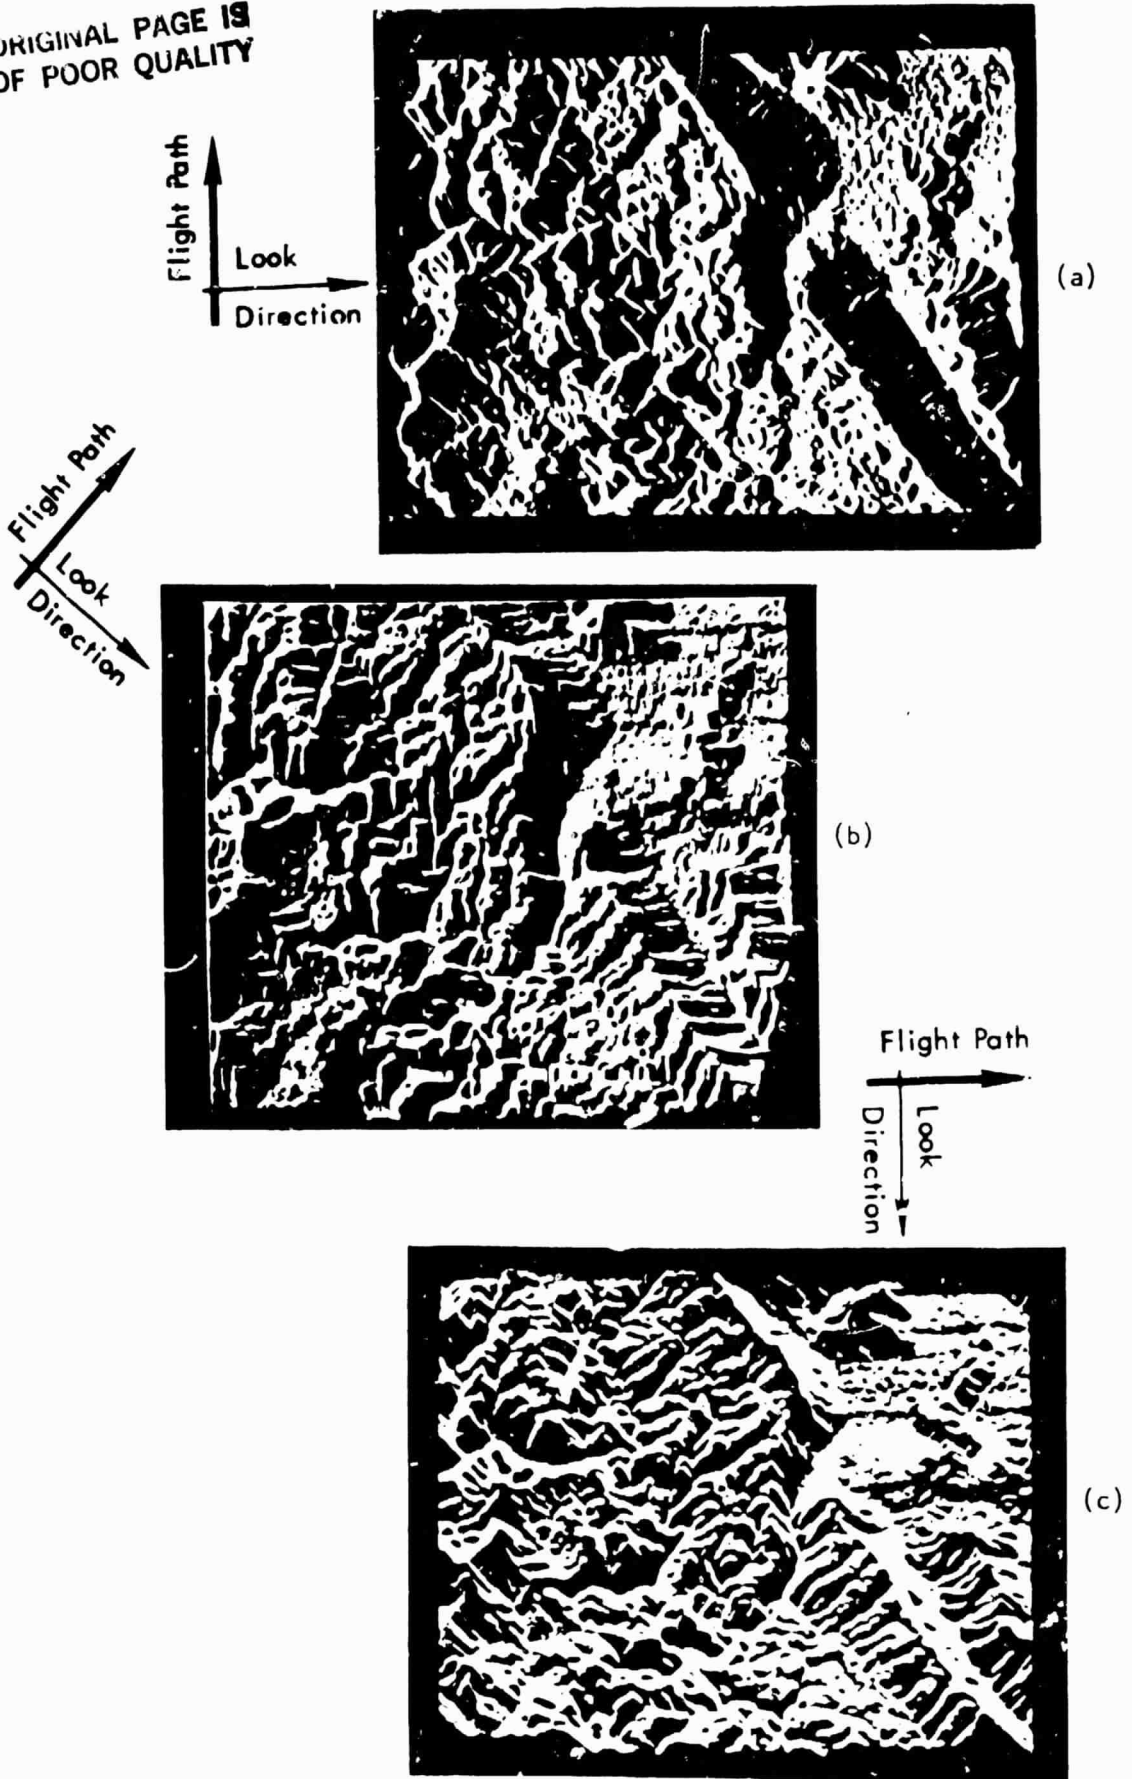 ORIGINAL PAGE IS
OF POOR QUALITY
Flight Path
Look
Direction
(a)
Flight Path
Look
Direction
(b)
Flight Path
Look
Direction
(c)